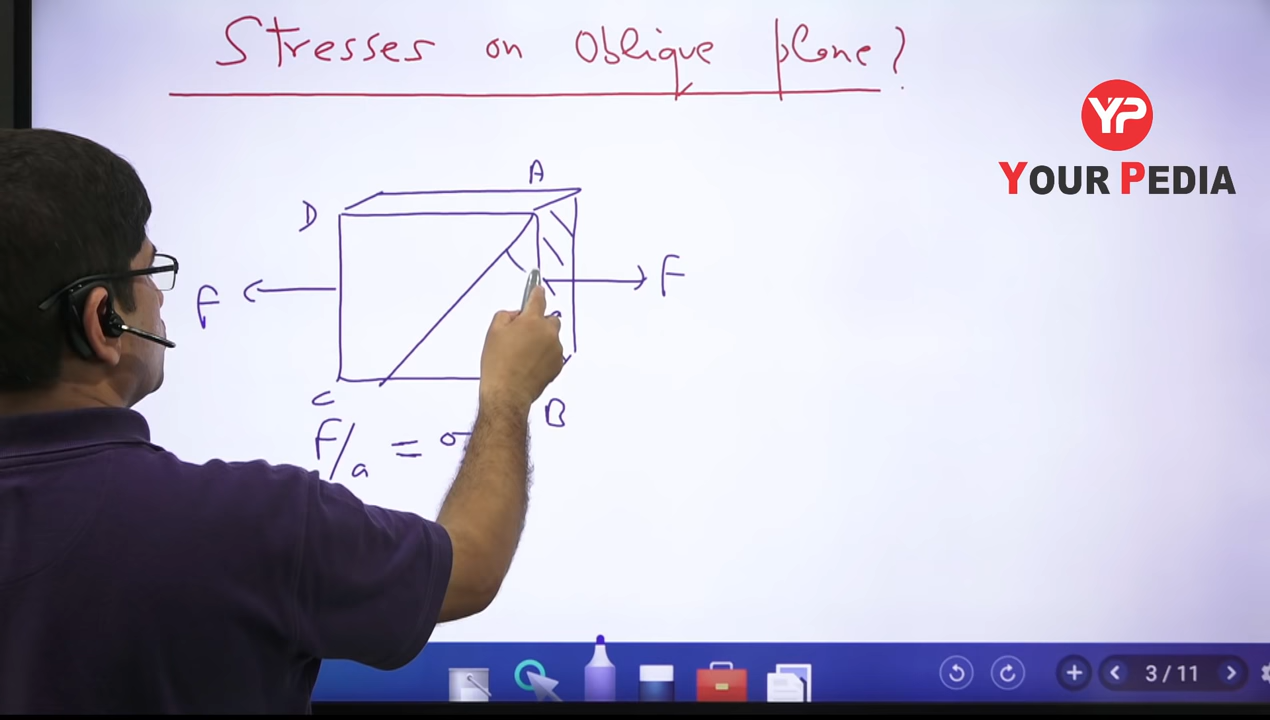 Stresses on Oblique plane?
YP
YOUR PEDIA
A
D
F
F
C
B
F/a = σ
3 / 11